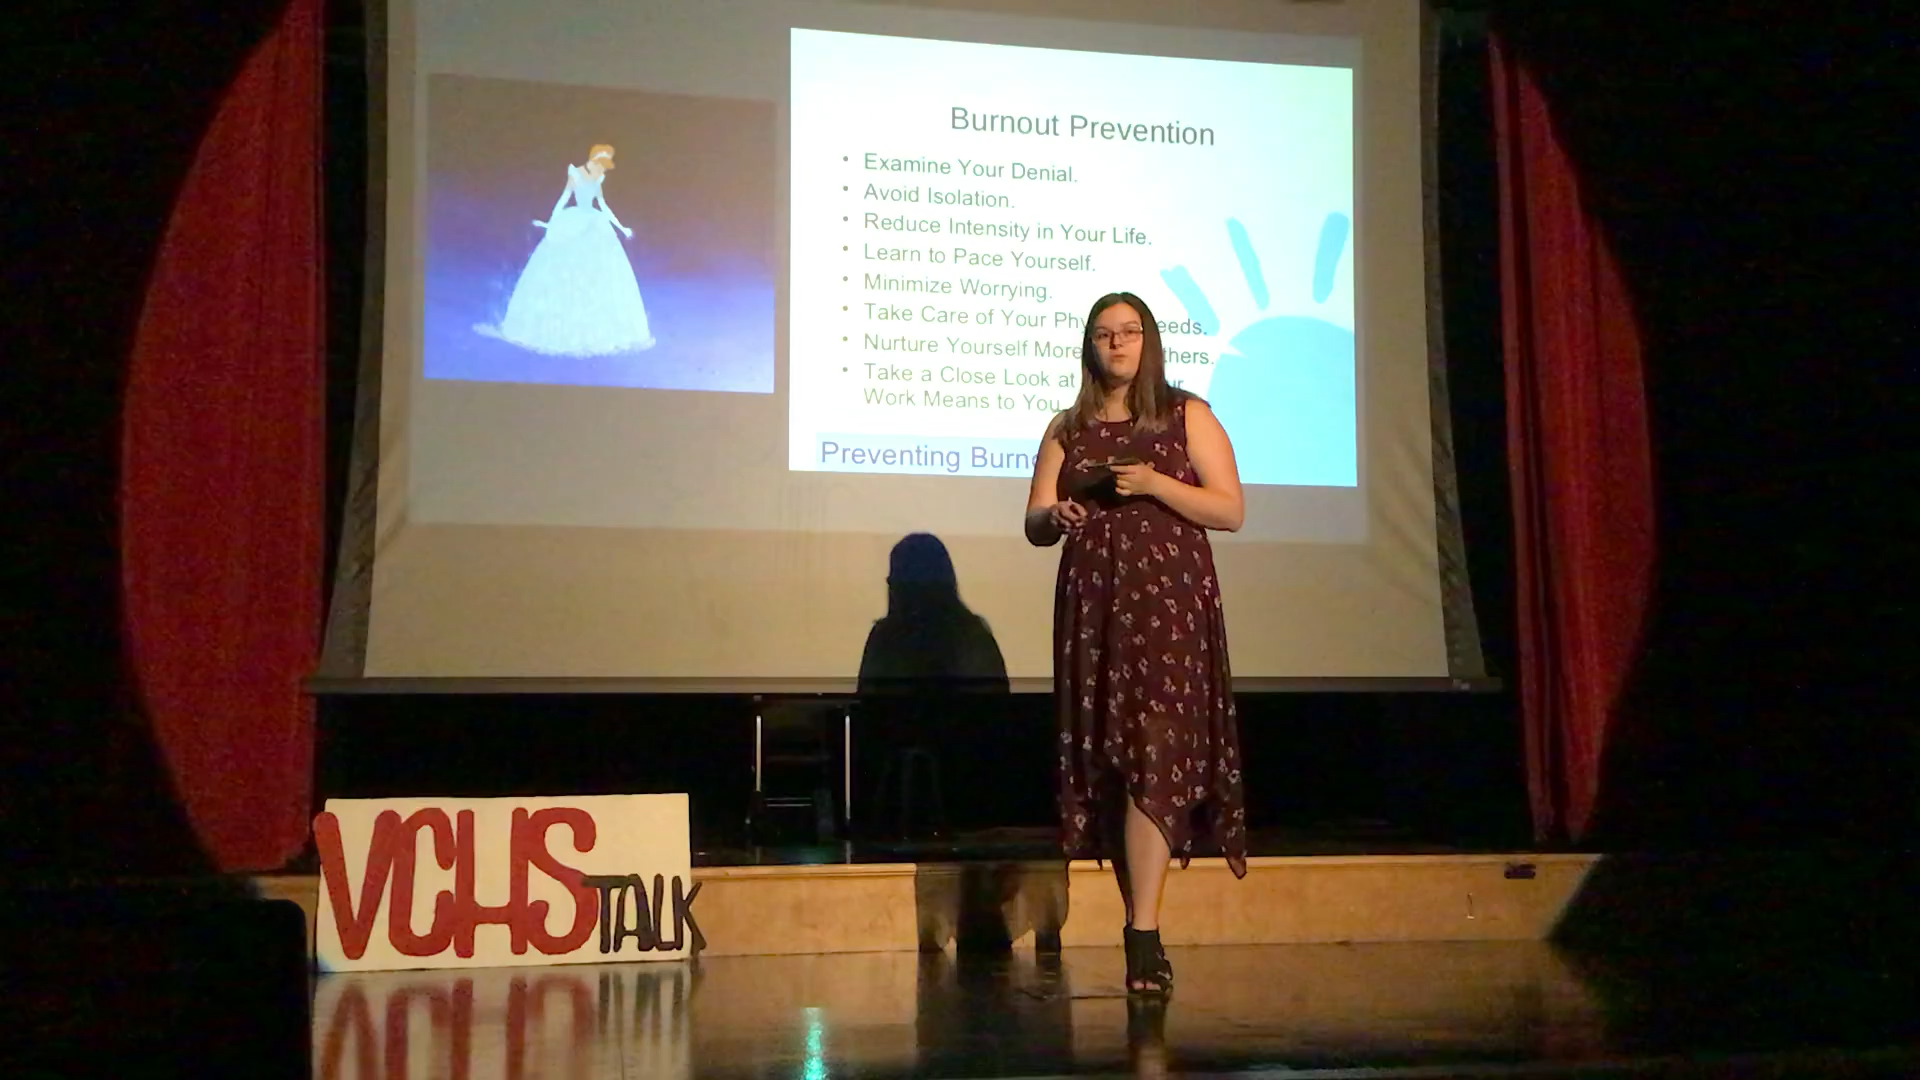 Burnout Prevention
• Examine Your Denial.
• Avoid Isolation.
• Reduce Intensity in Your Life.
• Learn to Pace Yourself.
• Minimize Worrying.
• Take Care of Your Phy eeds.
• Nurture Yourself More thers.
• Take a Close Look at ur
Work Means to You
Preventing Burno
VCHS TALK